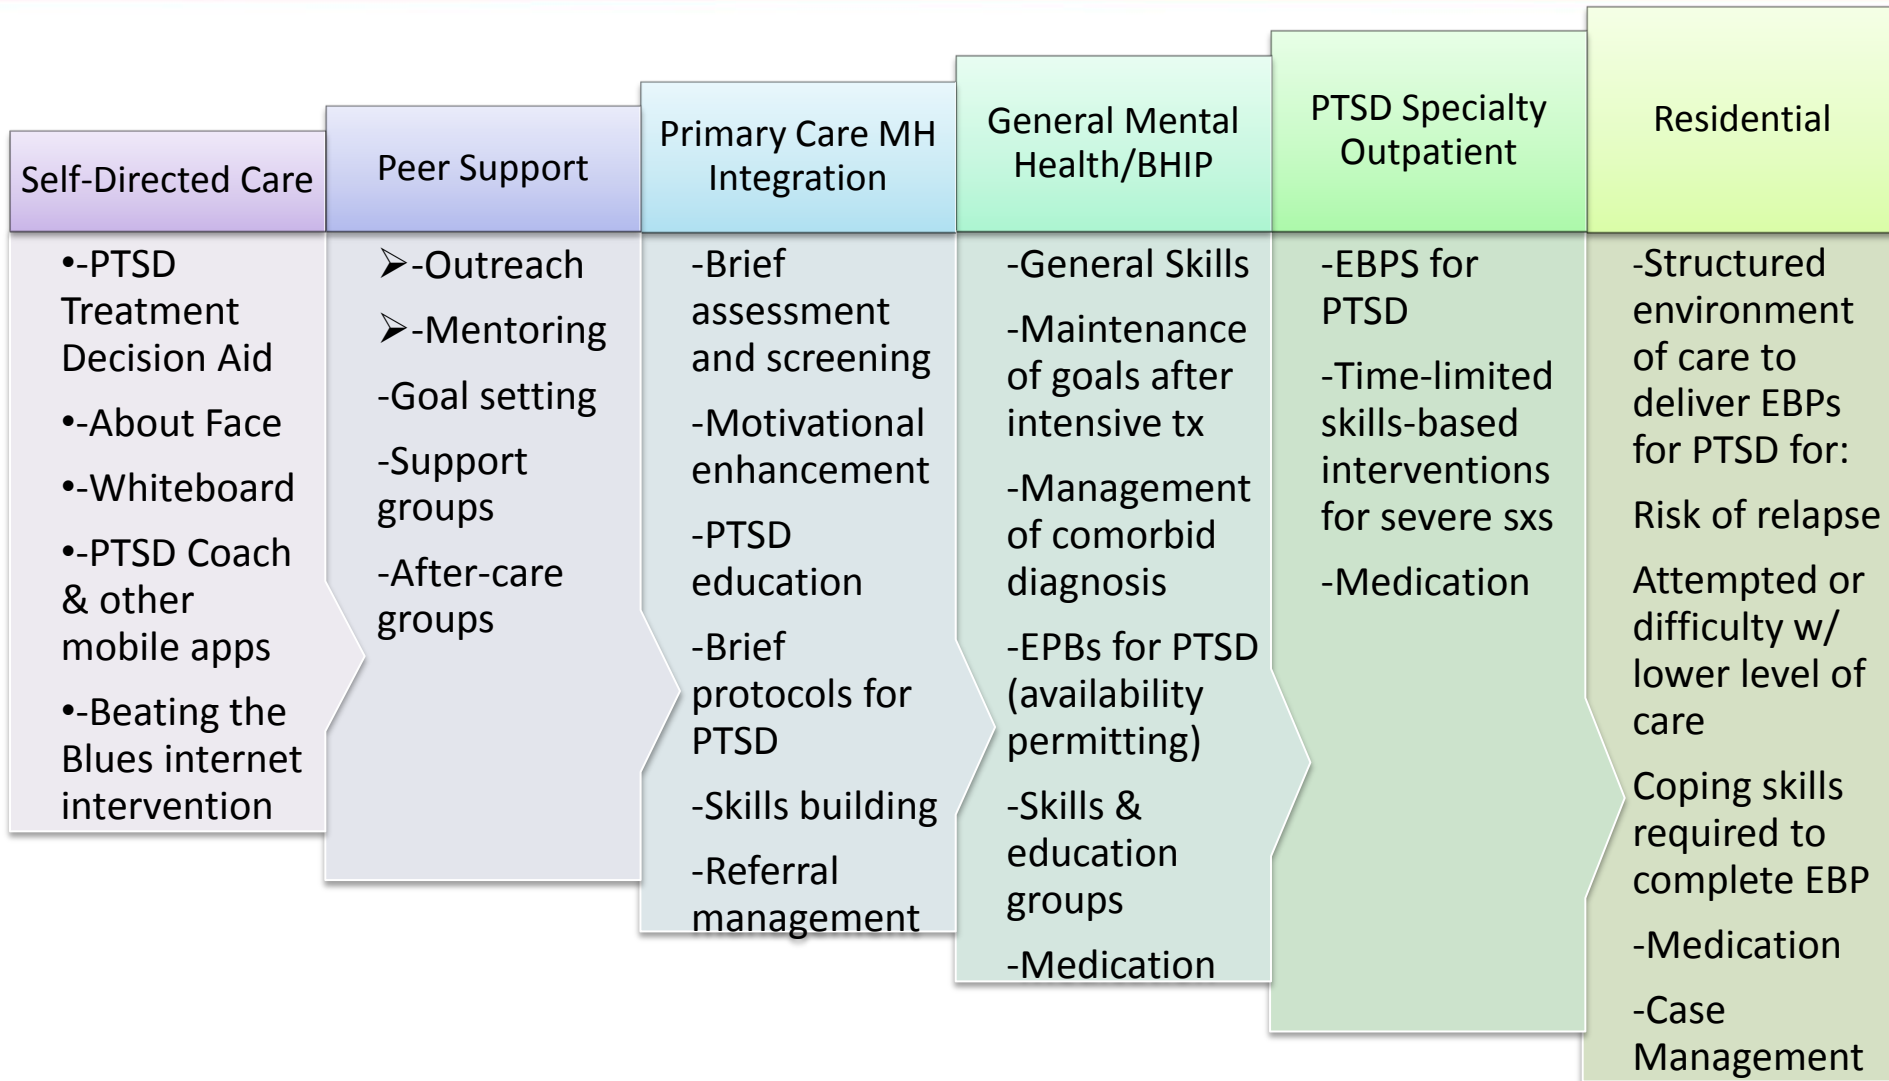 Self-Directed Care
•-PTSD
Treatment
Decision Aid
•-About Face
•-Whiteboard
•-PTSD Coach
& other
mobile apps
•-Beating the
Blues internet
intervention
Peer Support
➢-Outreach
➢-Mentoring
-Goal setting
-Support
groups
-After-care
groups
Primary Care MH
Integration
-Brief
assessment
and screening
-Motivational
enhancement
-PTSD
education
-Brief
protocols for
PTSD
-Skills building
-Referral
management
General Mental
Health/BHIP
-General Skills
-Maintenance
of goals after
intensive tx
-Management
of comorbid
diagnosis
-EPBs for PTSD
(availability
permitting)
-Skills &
education
groups
-Medication
PTSD Specialty
Outpatient
-EBPS for
PTSD
-Time-limited
skills-based
interventions
for severe sxs
-Medication
Residential
-Structured
environment
of care to
deliver EBPs
for PTSD for:
Risk of relapse
Attempted or
difficulty w/
lower level of
care
Coping skills
required to
complete EBP
-Medication
-Case
Management